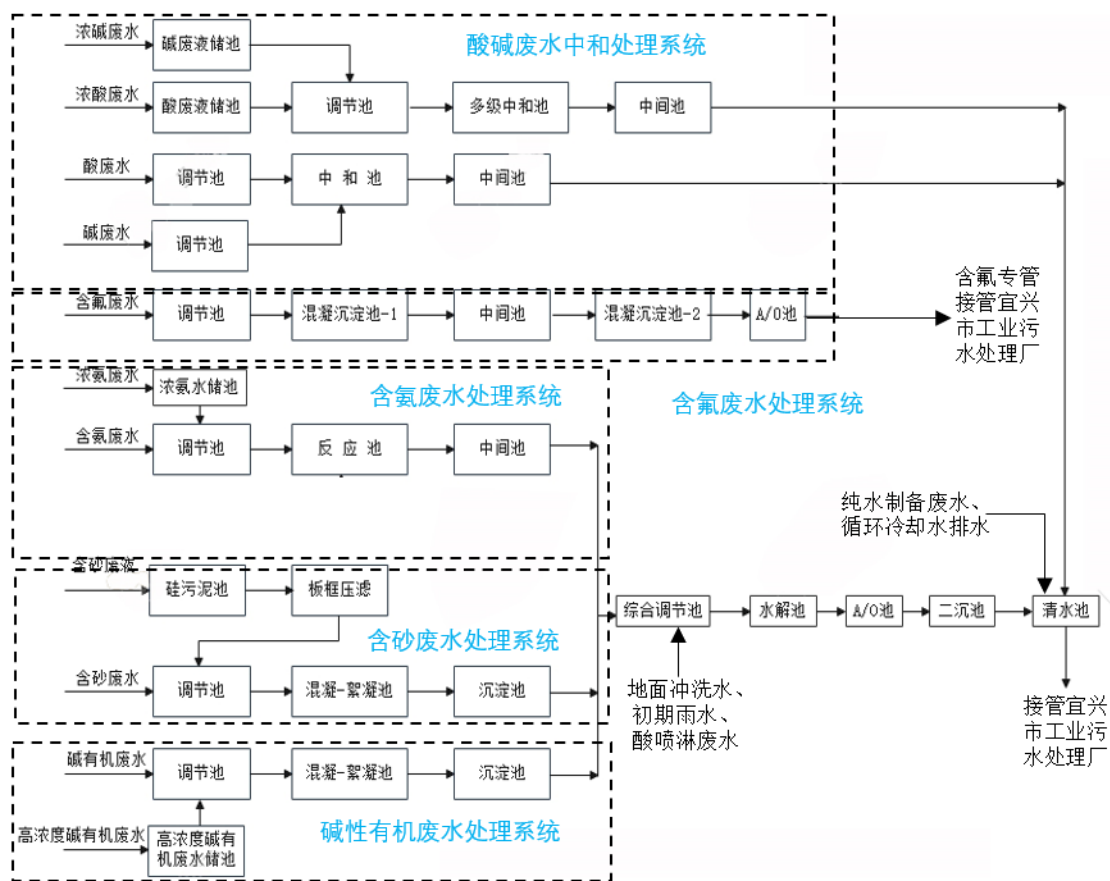 浓碱废水
碱废液储池
酸碱废水中和处理系统
浓酸废水
酸废液储池
调节池
多级中和池
中间池
酸废水
调节池
中 和 池
中间池
碱废水
调节池
含氟废水
调节池
混凝沉淀池-1
中间池
混凝沉淀池-2
A/O池
含氟专管
接管宜兴
市工业污
水处理厂
浓氨废水
浓氨水储池
含氨废水处理系统
含氟废水处理系统
含氨废水
调节池
反 应 池
中间池
纯水制备废水、
循环冷却水排水
含砂废液
硅污泥池
板框压滤
综合调节池
水解池
A/O池
二沉池
清水池
含砂废水处理系统
含砂废水
调节池
混凝-絮凝池
沉淀池
地面冲洗水、
初期雨水、
酸喷淋废水
接管宜兴
市工业污
水处理厂
碱有机废水
调节池
混凝-絮凝池
沉淀池
高浓度碱有机废水
高浓度碱有
机废水储池
碱性有机废水处理系统